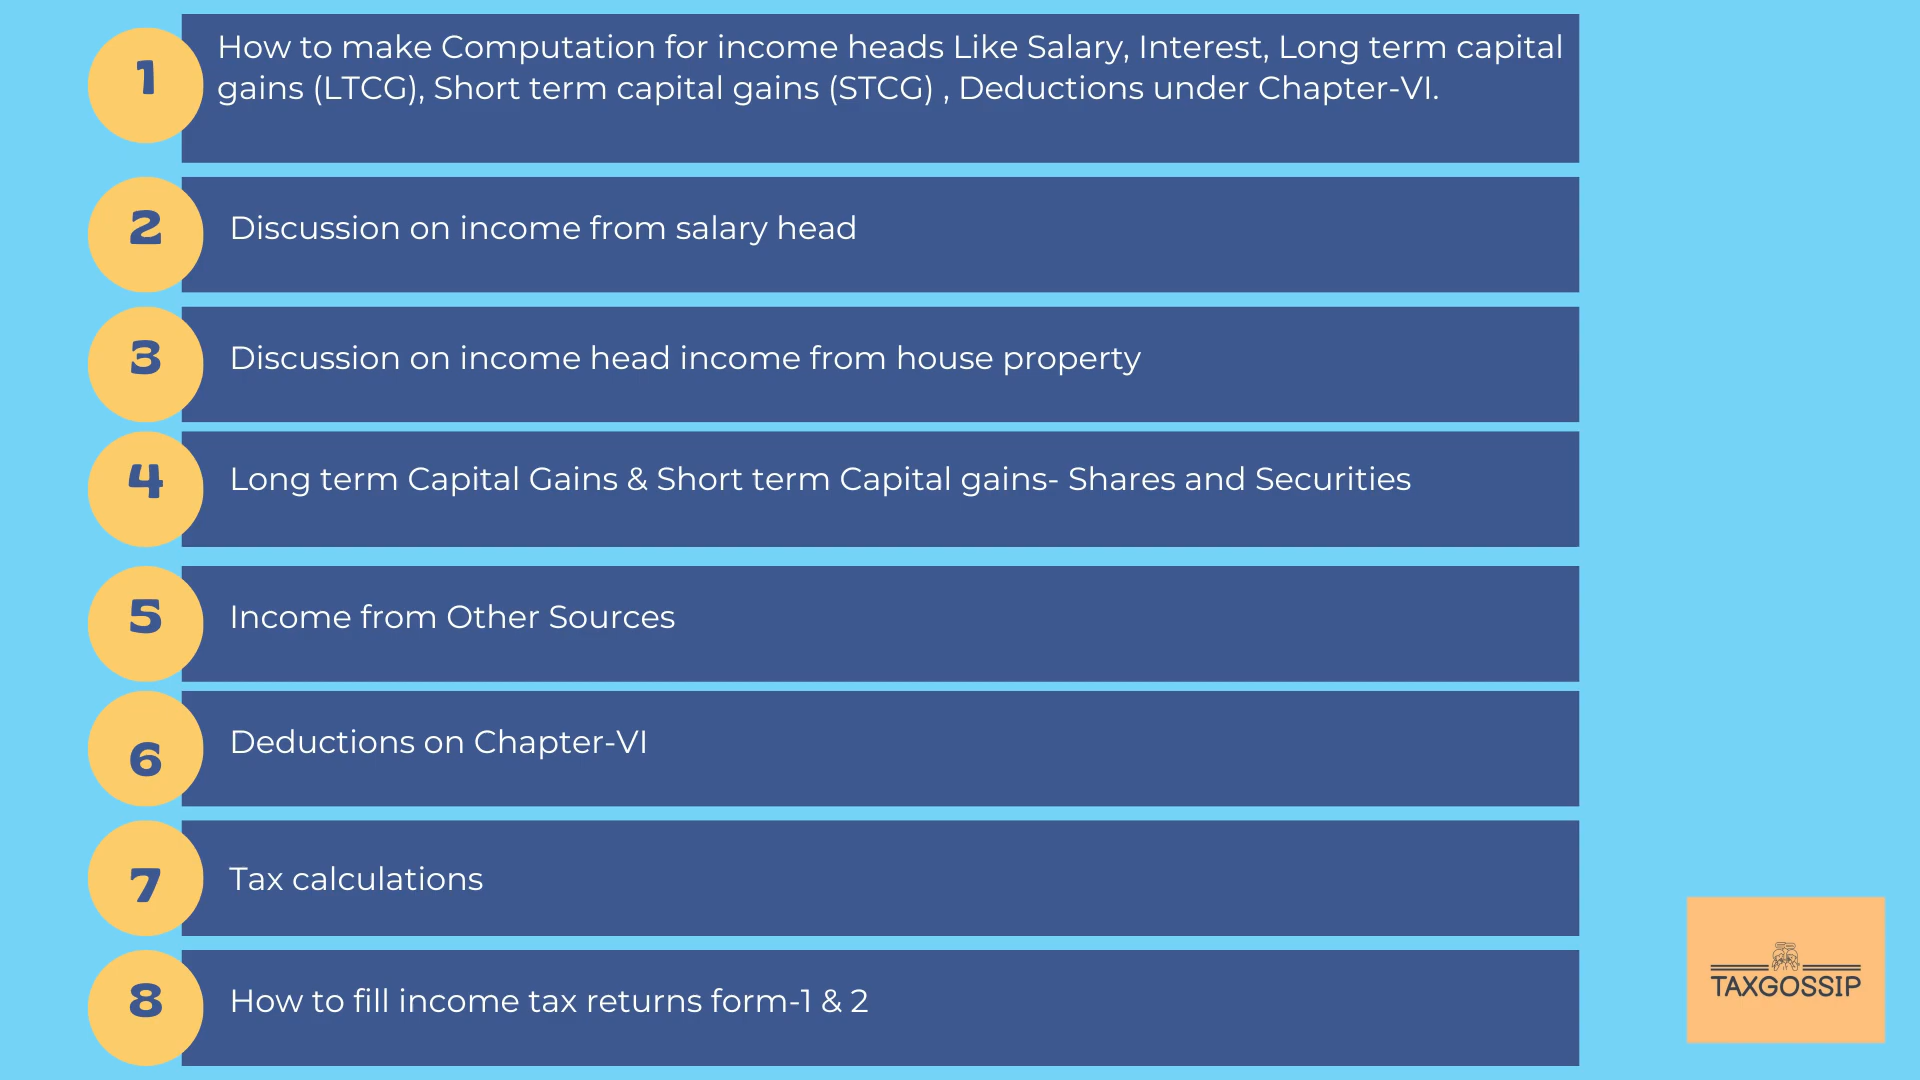 1
How to make Computation for income heads Like Salary, Interest, Long term capital
gains (LTCG), Short term capital gains (STCG) , Deductions under Chapter-VI.
2
Discussion on income from salary head
3
Discussion on income head income from house property
4
Long term Capital Gains & Short term Capital gains- Shares and Securities
5
Income from Other Sources
6
Deductions on Chapter-VI
7
Tax calculations
8
How to fill income tax returns form-1 & 2
TAXGOSSIP